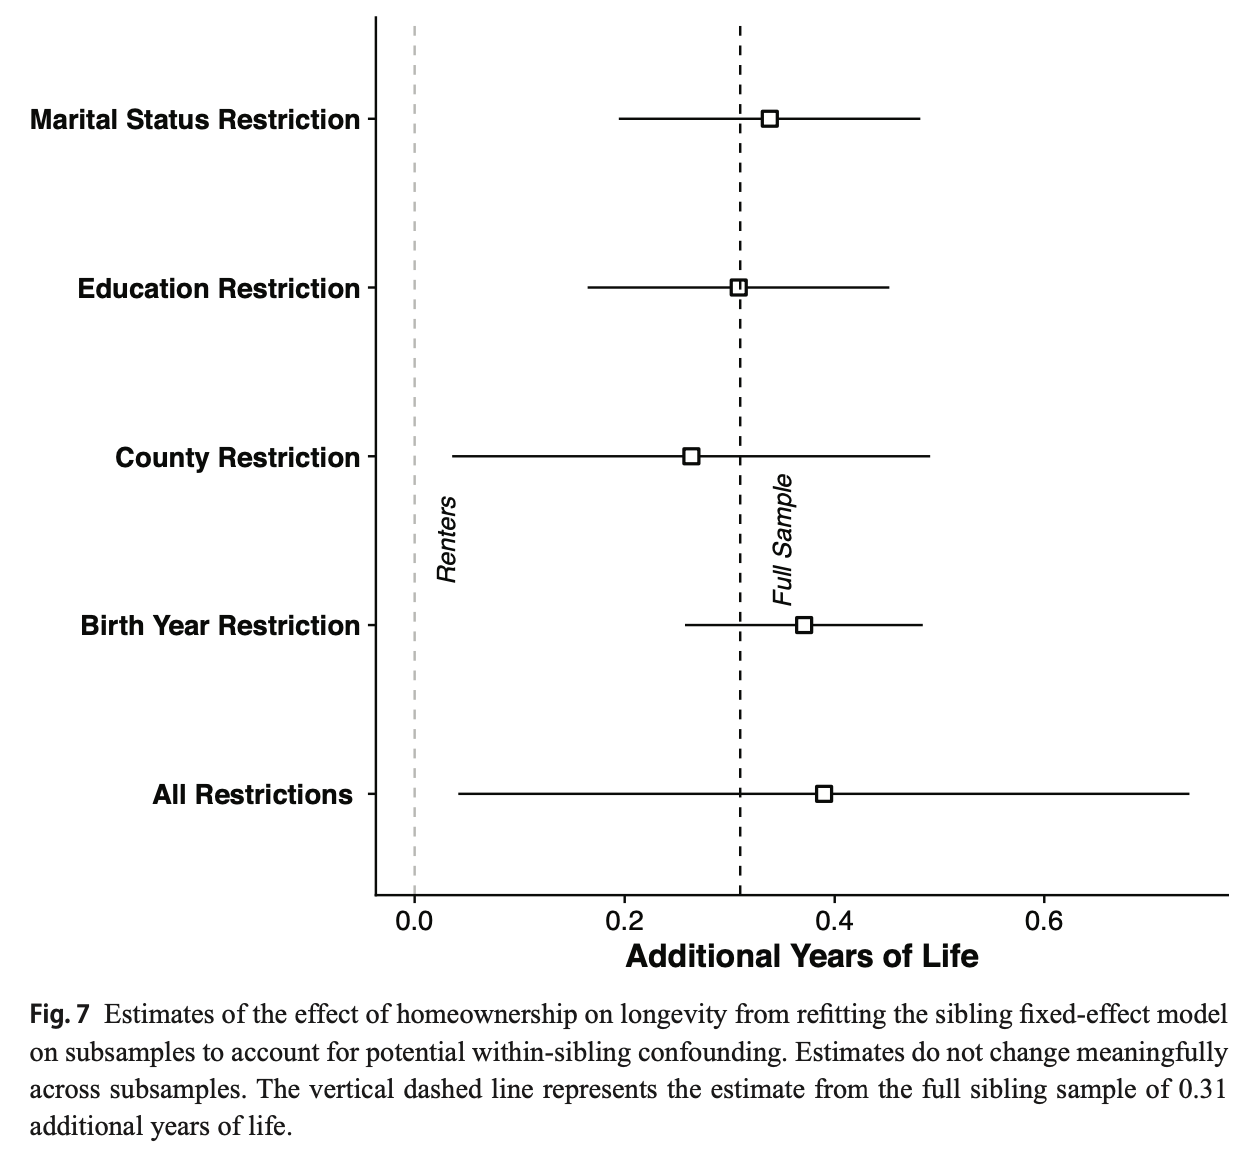 Marital Status Restriction
Education Restriction
County Restriction
Renters
Full Sample
Birth Year Restriction
All Restrictions
0.0 0.2 0.4 0.6
Additional Years of Life
Fig. 7 Estimates of the effect of homeownership on longevity from refitting the sibling fixed-effect model
on subsamples to account for potential within-sibling confounding. Estimates do not change meaningfully
across subsamples. The vertical dashed line represents the estimate from the full sibling sample of 0.31
additional years of life.